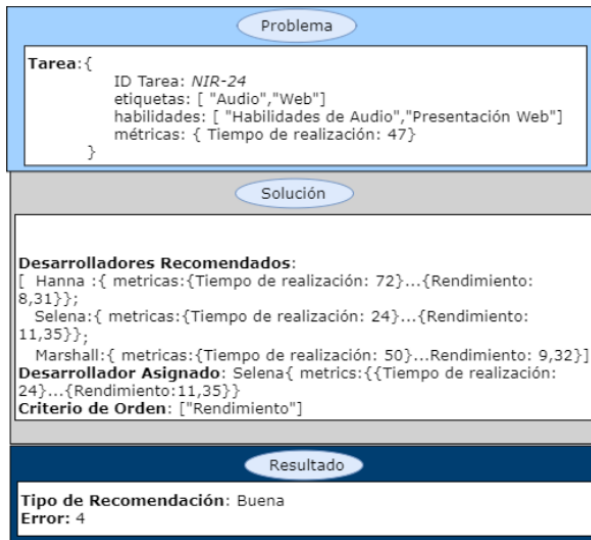 Problema
Tarea:{
ID Tarea: NIR-24
etiquetas: [ "Audio","Web"]
habilidades: [ "Habilidades de Audio","Presentación Web"]
métricas: { Tiempo de realización: 47}
}
Solución
Desarrolladores Recomendados:
[ Hanna :{ metricas:{Tiempo de realización: 72}...{Rendimiento:
8,31}};
Selena:{ metricas:{Tiempo de realización: 24}...{Rendimiento:
11,35}};
Marshall:{ metricas:{Tiempo de realización: 50}...Rendimiento: 9,32}]
Desarrollador Asignado: Selena{ metrics:{{Tiempo de realización:
24}...{Rendimiento:11,35}}
Criterio de Orden: ["Rendimiento"]
Resultado
Tipo de Recomendación: Buena
Error: 4